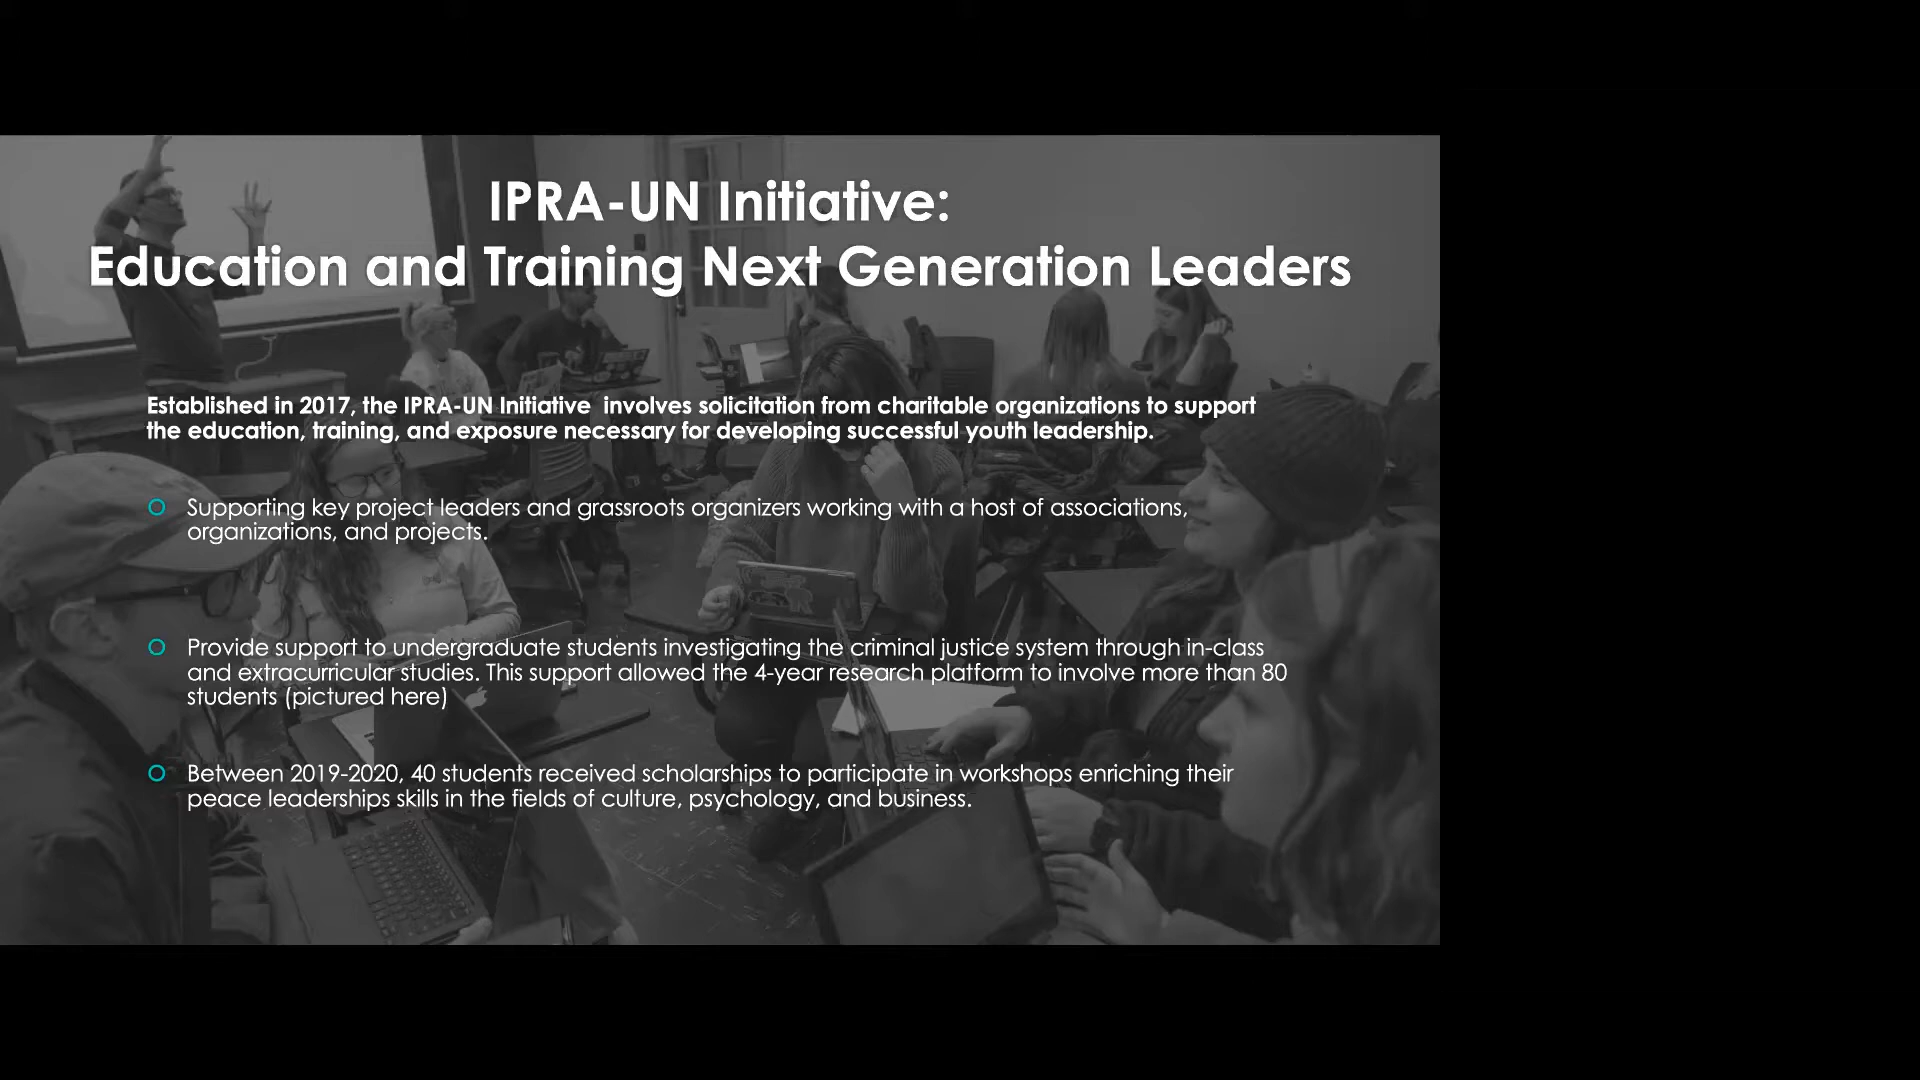 IPRA-UN Initiative:
Education and Training Next Generation Leaders
Established in 2017, the IPRA-UN Initiative  involves solicitation from charitable organizations to support
the education, training, and exposure necessary for developing successful youth leadership.
Supporting key project leaders and grassroots organizers working with a host of associations,
organizations, and projects.
Provide support to undergraduate students investigating the criminal justice system through in-class
and extracurricular studies. This support allowed the 4-year research platform to involve more than 80
students (pictured here)
Between 2019-2020, 40 students received scholarships to participate in workshops enriching their
peace leaderships skills in the fields of culture, psychology, and business.